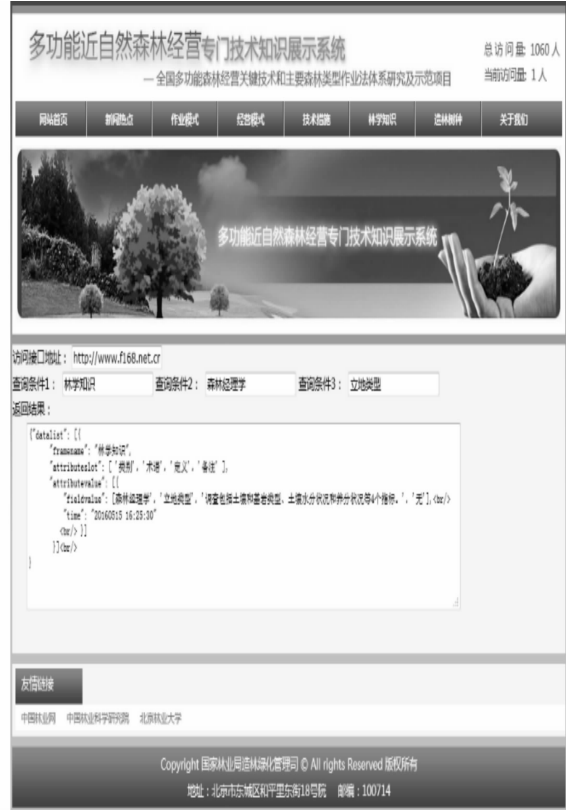 多功能近自然森林经营专门技术知识展示系统
— 全国多功能森林经营关键技术和主要森林类型作业法体系研究及示范项目
总访问量: 1060人
当前访问量: 1人
网站首页 新闻热点 作业模式 经营模式 技术措施 林学知识 造林树种 关于我们
多功能近自然森林经营专门技术知识展示系统
访问接口地址： http://www.f168.net.cr
查询条件1： 林学知识 查询条件2： 森林经理学 查询条件3： 立地类型
返回结果：
{"datalist": [{
"framename": "林学知识",
"attributeslot": [ '类别', '术语', '定义', '备注' ],
"attributevalue": [{
"fieldvalue": [森林经理学', '立地类型', '调查包括土壤和基岩类型、土壤水分状况和养分状况等4个指标。', '无'],<br/>
"time": "20160815 16:25:30"
<br/> }]
}]<br/>
}
友情链接
中国林业网 中国林业科学研究院 北京林业大学
Copyright 国家林业局造林绿化管理司 © All rights Reserved 版权所有
地址：北京市东城区和平里东街18号院 邮编：100714